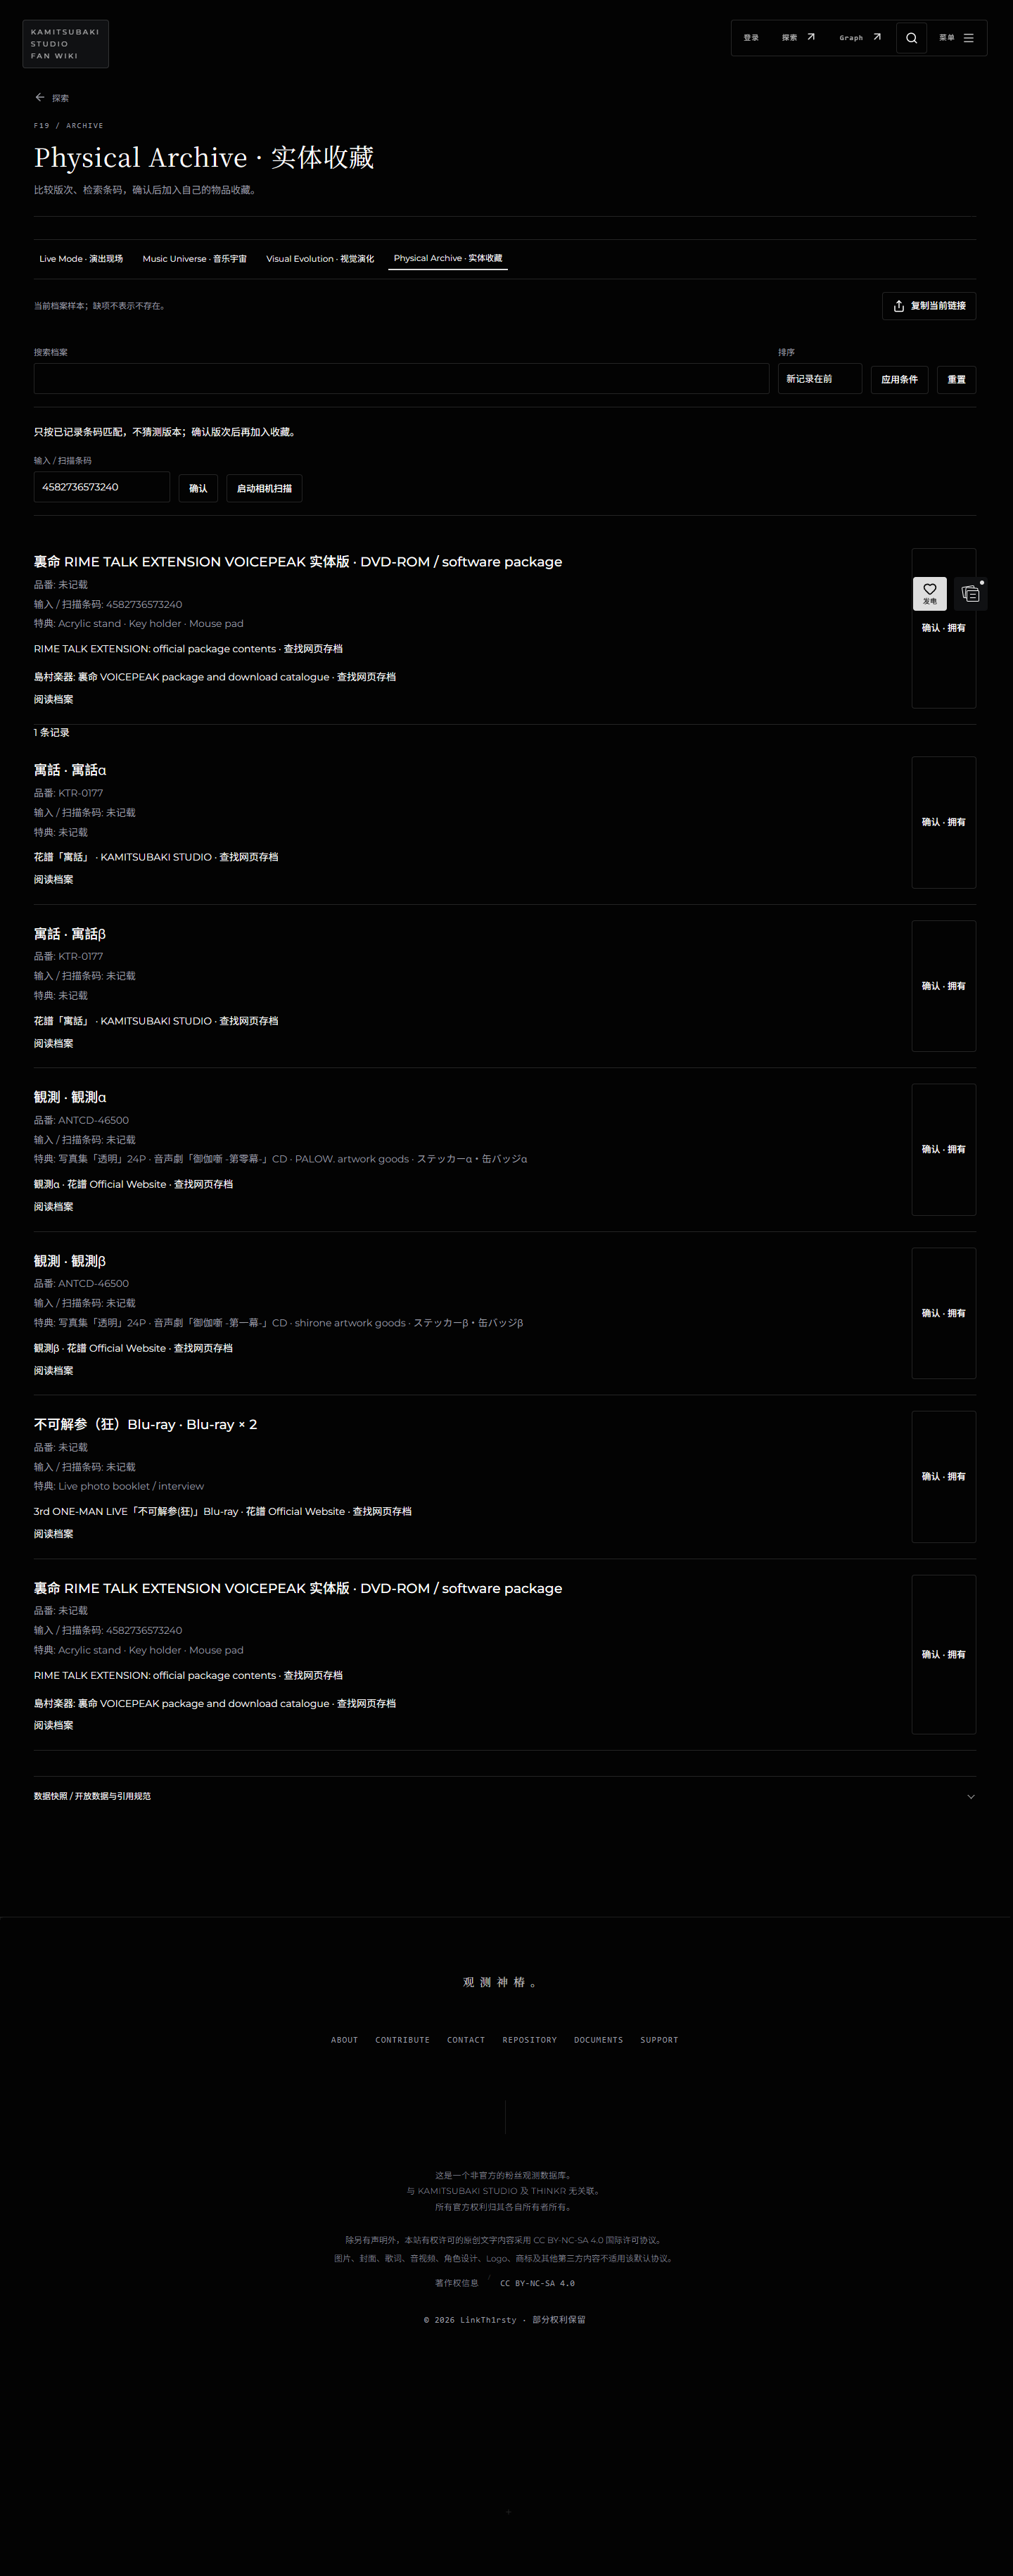 KAMITSUBAKI
STUDIO
FAN WIKI
登录
探索
Graph
菜单
探索
F19 / ARCHIVE
Physical Archive · 实体收藏
比较版次、检索条码，确认后加入自己的物品收藏。
Live Mode · 演出现场
Music Universe · 音乐宇宙
Visual Evolution · 视觉演化
Physical Archive · 实体收藏
当前档案样本；缺项不表示不存在。
复制当前链接
搜索档案
排序
新记录在前
应用条件
重置
只按已记录条码匹配，不猜测版本；确认版次后再加入收藏。
输入 / 扫描条码
4582736573240
确认
启动相机扫描
裏命 RIME TALK EXTENSION VOICEPEAK 实体版 · DVD-ROM / software package
品番: 未记载
输入 / 扫描条码: 4582736573240
特典: Acrylic stand · Key holder · Mouse pad
RIME TALK EXTENSION: official package contents · 查找网页存档
島村楽器: 裏命 VOICEPEAK package and download catalogue · 查找网页存档
阅读档案
发电
确认 · 拥有
1 条记录
寓話 · 寓話α
品番: KTR-0177
输入 / 扫描条码: 未记载
特典: 未记载
花譜「寓話」 · KAMITSUBAKI STUDIO · 查找网页存档
阅读档案
确认 · 拥有
寓話 · 寓話β
品番: KTR-0177
输入 / 扫描条码: 未记载
特典: 未记载
花譜「寓話」 · KAMITSUBAKI STUDIO · 查找网页存档
阅读档案
确认 · 拥有
観測 · 観測α
品番: ANTCD-46500
输入 / 扫描条码: 未记载
特典: 写真集「透明」24P · 音声劇「御伽噺 -第零幕-」CD · PALOW. artwork goods · ステッカーα・缶バッジα
観測α · 花譜 Official Website · 查找网页存档
阅读档案
确认 · 拥有
観測 · 観測β
品番: ANTCD-46500
输入 / 扫描条码: 未记载
特典: 写真集「透明」24P · 音声劇「御伽噺 -第一幕-」CD · shirone artwork goods · ステッカーβ・缶バッジβ
観測β · 花譜 Official Website · 查找网页存档
阅读档案
确认 · 拥有
不可解参（狂）Blu-ray · Blu-ray × 2
品番: 未记载
输入 / 扫描条码: 未记载
特典: Live photo booklet / interview
3rd ONE-MAN LIVE「不可解参(狂)」Blu-ray · 花譜 Official Website · 查找网页存档
阅读档案
确认 · 拥有
裏命 RIME TALK EXTENSION VOICEPEAK 实体版 · DVD-ROM / software package
品番: 未记载
输入 / 扫描条码: 4582736573240
特典: Acrylic stand · Key holder · Mouse pad
RIME TALK EXTENSION: official package contents · 查找网页存档
島村楽器: 裏命 VOICEPEAK package and download catalogue · 查找网页存档
阅读档案
确认 · 拥有
数据快照 / 开放数据与引用规范
观测神椿。
ABOUT CONTRIBUTE CONTACT REPOSITORY DOCUMENTS SUPPORT
这是一个非官方的粉丝观测数据库。
与 KAMITSUBAKI STUDIO 及 THINKR 无关联。
所有官方权利归其各自所有者所有。
除另有声明外，本站有权许可的原创文字内容采用 CC BY-NC-SA 4.0 国际许可协议。
图片、封面、歌词、音视频、角色设计、Logo、商标及其他第三方内容不适用该默认协议。
著作权信息 / CC BY-NC-SA 4.0
© 2026 LinkTh1rsty · 部分权利保留